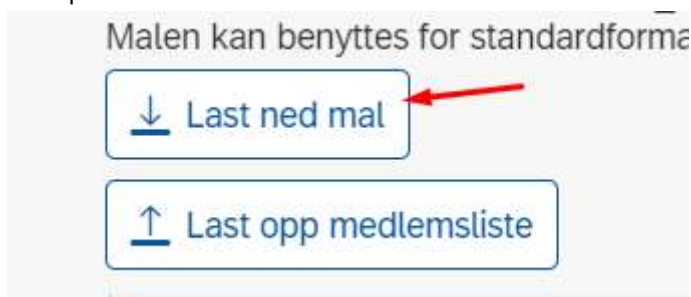 Malen kan benyttes for standardforma
Last ned mal
Last opp medlemsliste